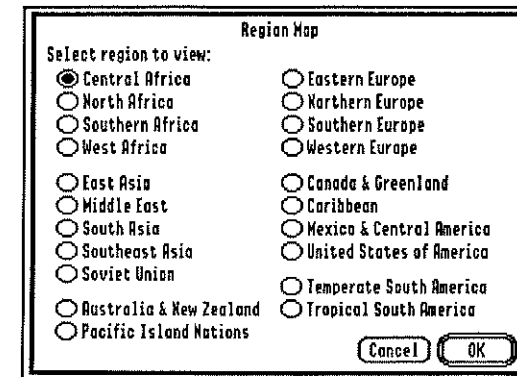 Region Map
Select region to view:
Central Africa
North Africa
Southern Africa
West Africa
East Asia
Middle East
South Asia
Southeast Asia
Soviet Union
Australia & New Zealand
Pacific Island Nations
Eastern Europe
Northern Europe
Southern Europe
Western Europe
Canada & Greenland
Caribbean
Mexico & Central America
United States of America
Temperate South America
Tropical South America
Cancel
OK